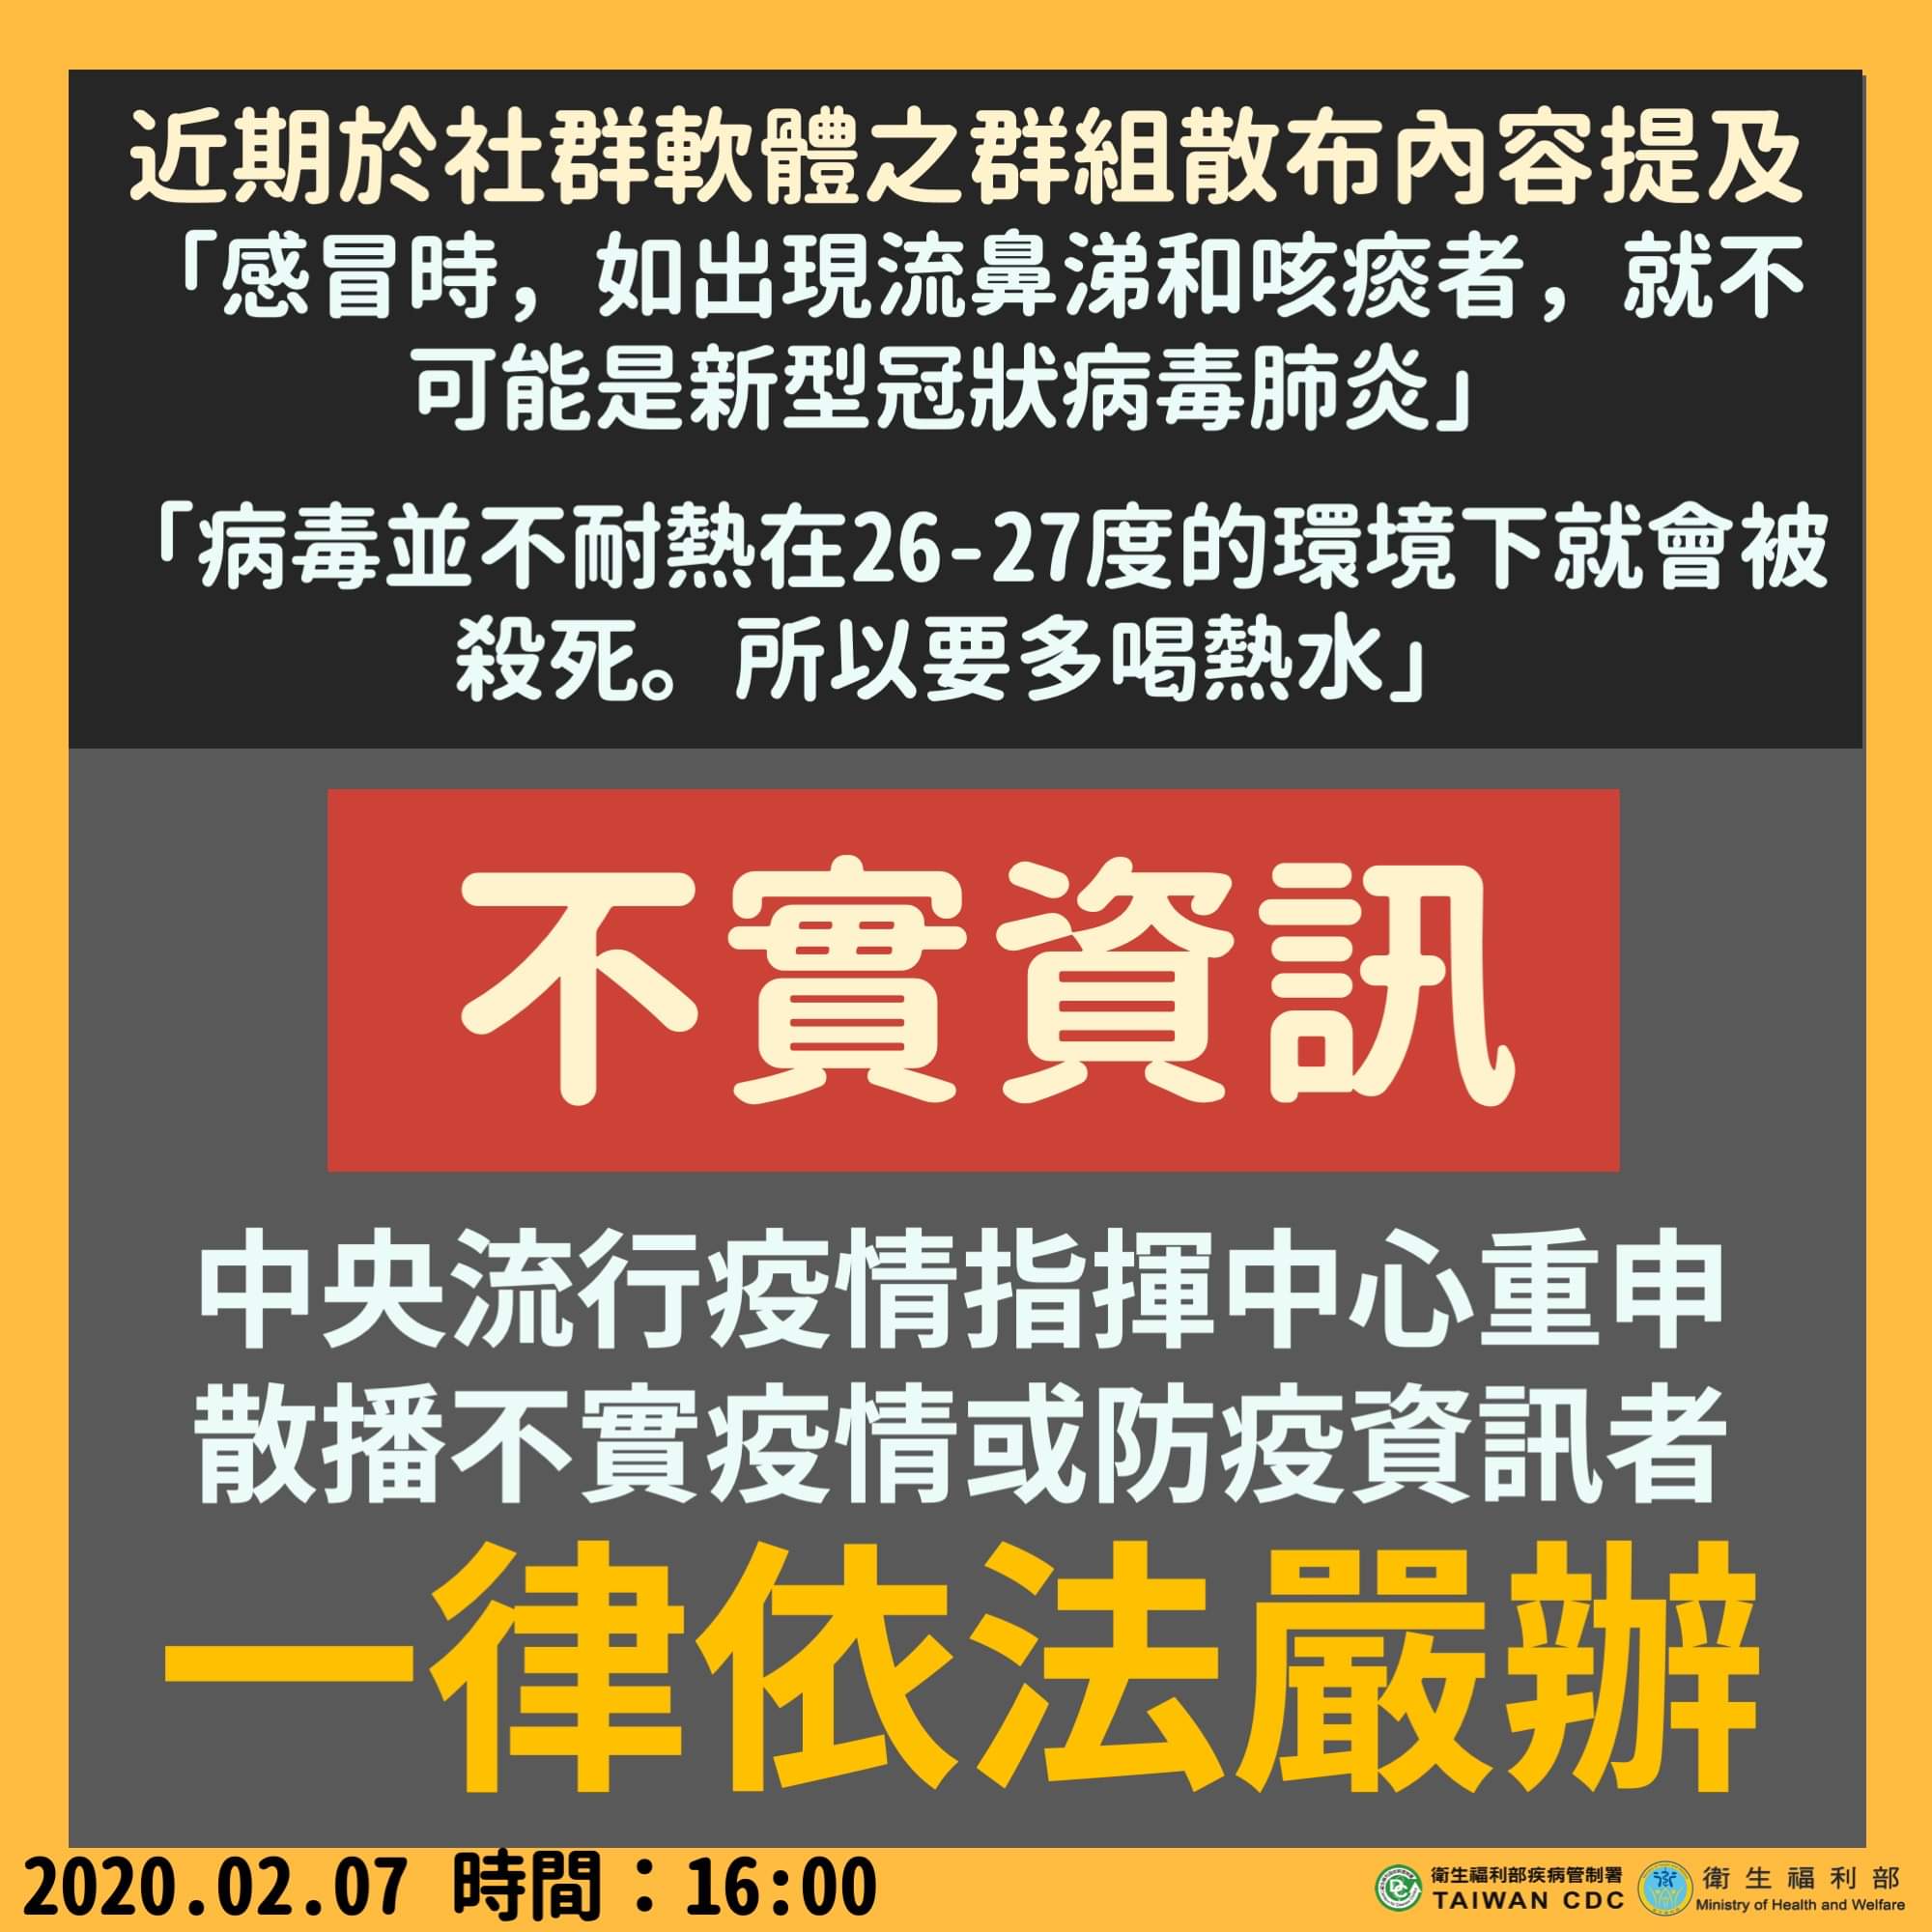 近期於社群軟體之群組散布內容提及
「感冒時，如出現流鼻涕和咳痰者，就不
可能是新型冠狀病毒肺炎」
「病毒並不耐熱在26-27度的環境下就會被
殺死。所以要多喝熱水」
不實資訊
中央流行疫情指揮中心重申
散播不實疫情或防疫資訊者
一律依法嚴辦
2020.02.07 時間：16:00
衛生福利部疾病管制署
TAIWAN CDC
衛生福利部
Ministry of Health and Welfare